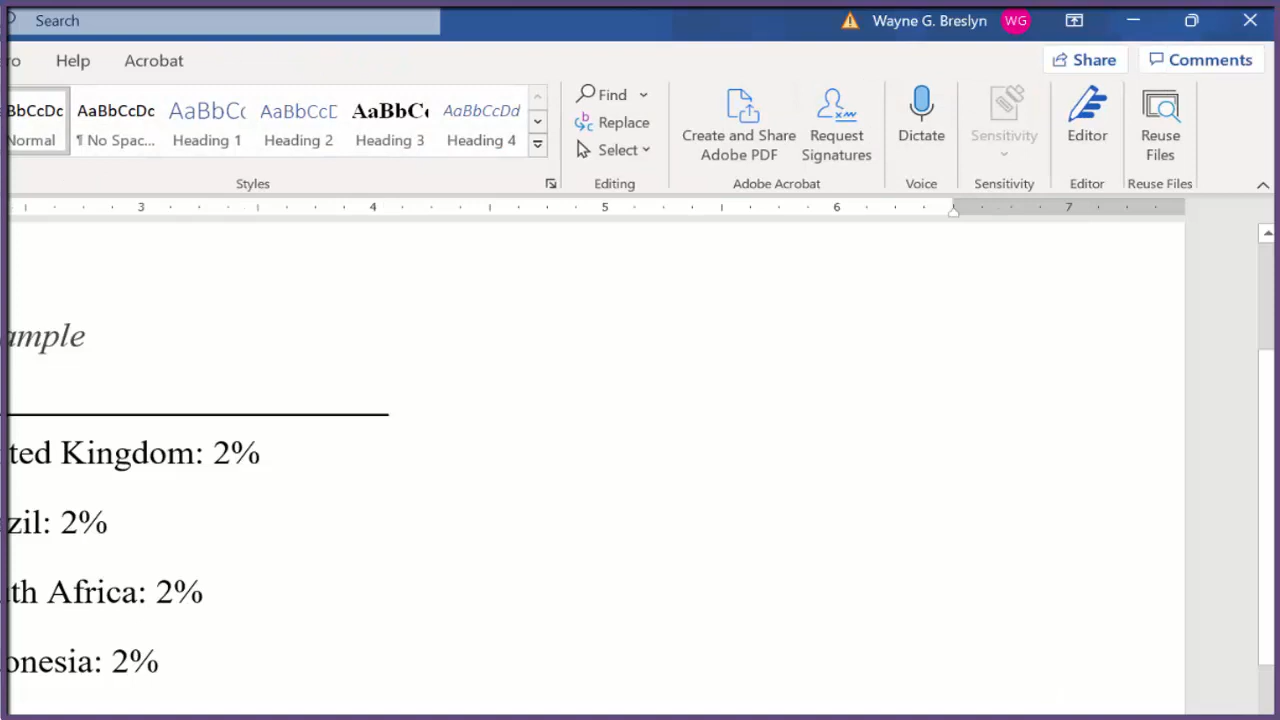 Search
Wayne G. Breslyn WG
Help Acrobat
Share Comments
AaBbCcDc AaBbCc AaBbCcD AaBbCc AaBbCcDd
Normal ¶ No Spac... Heading 1 Heading 2 Heading 3 Heading 4
Find
Replace
Select
Create and Share
Adobe PDF
Request
Signatures
Dictate
Sensitivity
Editor
Reuse
Files
Styles Editing Adobe Acrobat Voice Sensitivity Editor Reuse Files
3 4 5 6 7
ample
ted Kingdom: 2%
zil: 2%
th Africa: 2%
onesia: 2%